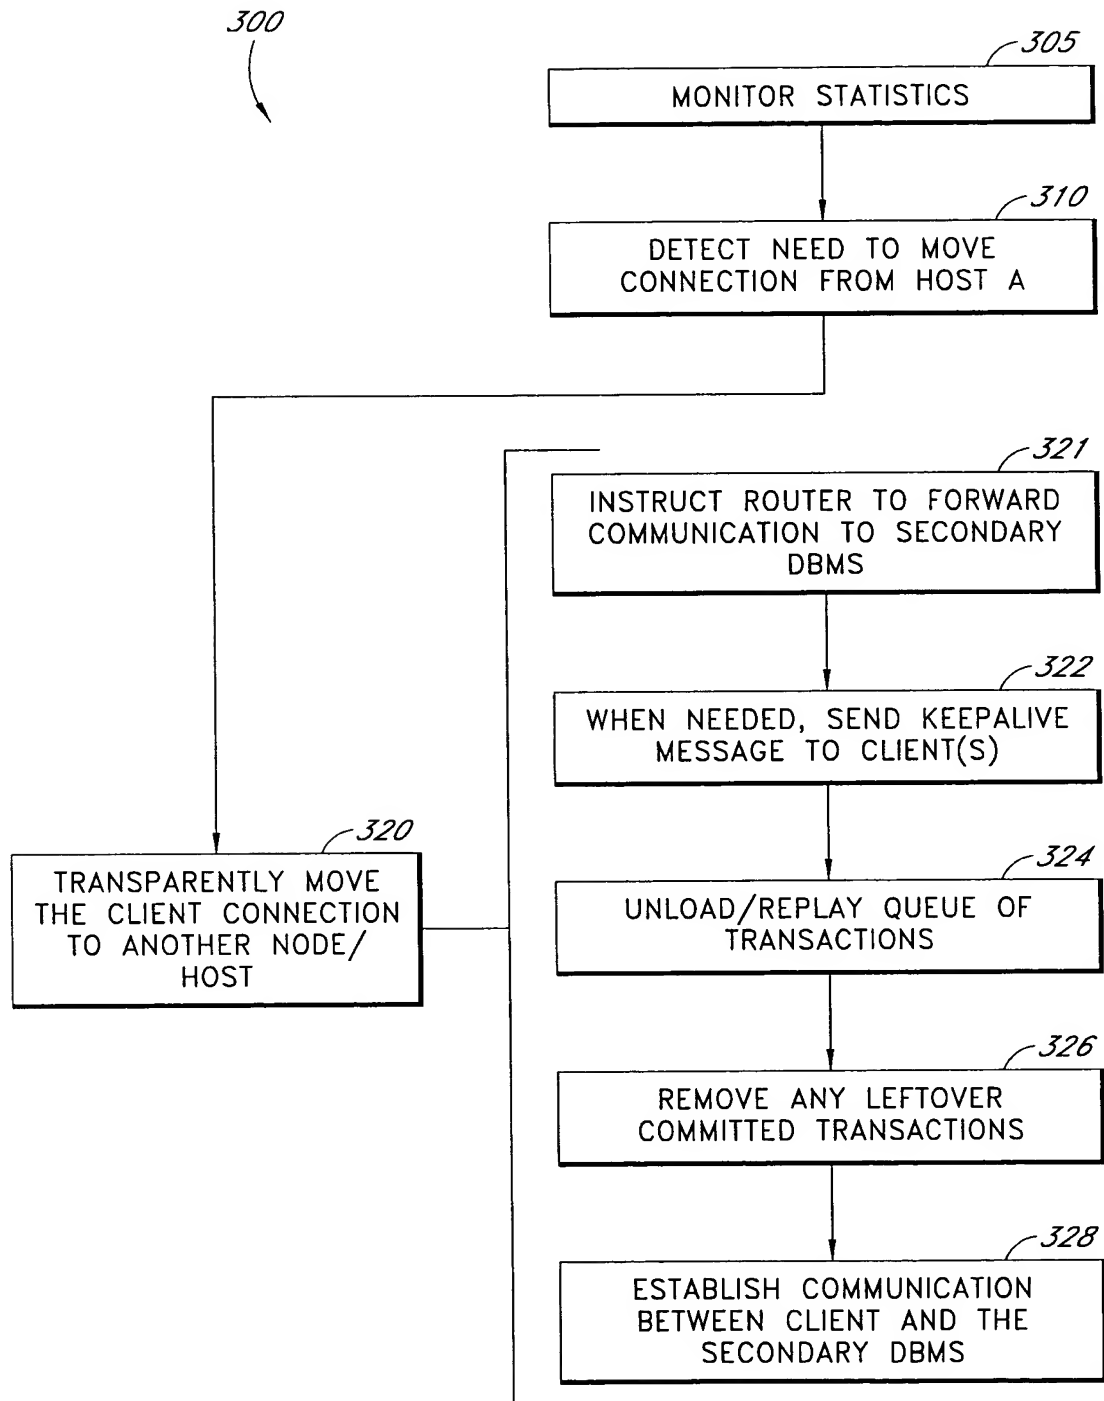 300
305
MONITOR STATISTICS
310
DETECT NEED TO MOVE
CONNECTION FROM HOST A
321
INSTRUCT ROUTER TO FORWARD
COMMUNICATION TO SECONDARY
DBMS
322
WHEN NEEDED, SEND KEEPALIVE
MESSAGE TO CLIENT(S)
320
TRANSPARENTLY MOVE
THE CLIENT CONNECTION
TO ANOTHER NODE/
HOST
324
UNLOAD/REPLAY QUEUE OF
TRANSACTIONS
326
REMOVE ANY LEFTOVER
COMMITTED TRANSACTIONS
328
ESTABLISH COMMUNICATION
BETWEEN CLIENT AND THE
SECONDARY DBMS